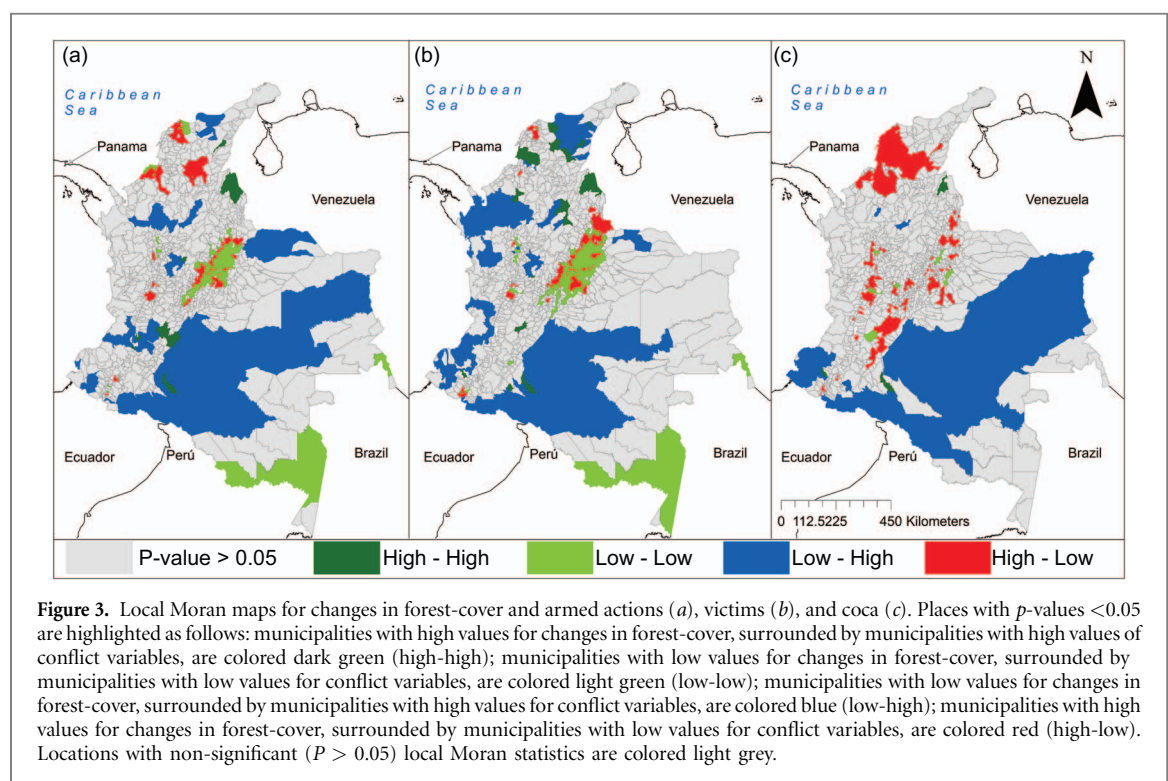 (a)
Caribbean
Sea
Panama
Venezuela
Ecuador
Perú
Brazil
(b)
Caribbean
Sea
Panama
Venezuela
Ecuador
Perú
Brazil
(c)
N
Caribbean
Sea
Panama
Venezuela
Ecuador
Perú
Brazil
0 112.5225 450 Kilometers
P-value > 0.05
High - High
Low - Low
Low - High
High - Low
Figure 3. Local Moran maps for changes in forest-cover and armed actions (a), victims (b), and coca (c). Places with p-values <0.05
are highlighted as follows: municipalities with high values for changes in forest-cover, surrounded by municipalities with high values of
conflict variables, are colored dark green (high-high); municipalities with low values for changes in forest-cover, surrounded by
municipalities with low values for conflict variables, are colored light green (low-low); municipalities with low values for changes in
forest-cover, surrounded by municipalities with high values for conflict variables, are colored blue (low-high); municipalities with high
values for changes in forest-cover, surrounded by municipalities with low values for conflict variables, are colored red (high-low).
Locations with non-significant (P > 0.05) local Moran statistics are colored light grey.